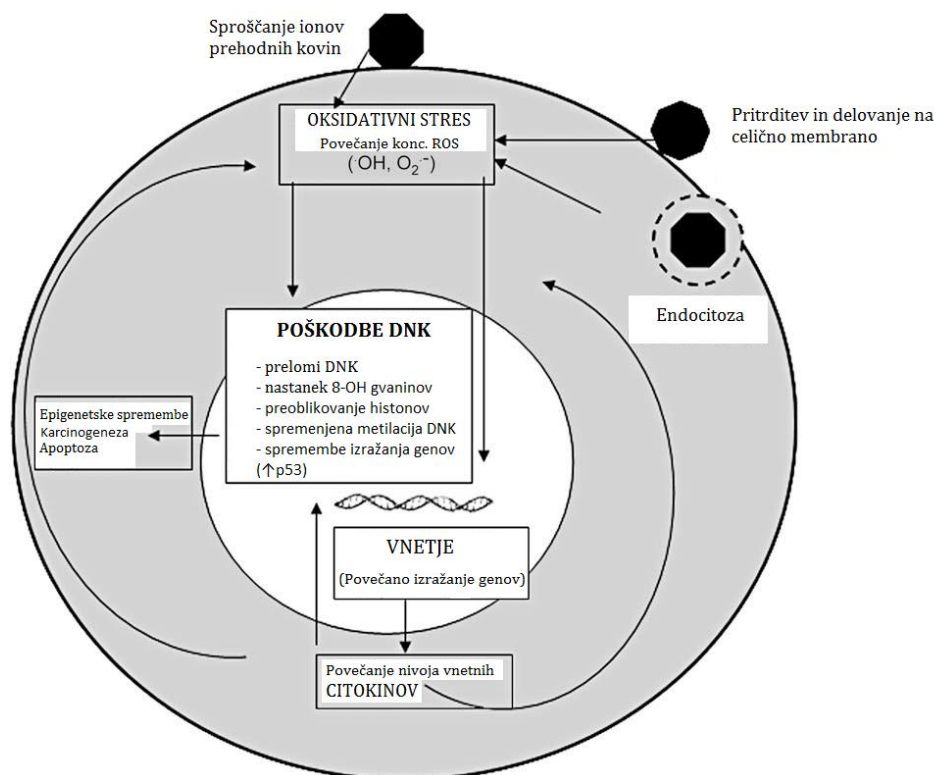 Sproščanje ionov
prehodnih kovin
OKSIDATIVNI STRES
Povečanje konc. ROS
(·OH, O₂·⁻)
Pritrditev in delovanje na
celično membrano
Endocitoza
POŠKODBE DNK
- prelomi DNK
- nastanek 8-OH gvaninov
- preoblikovanje histonov
- spremenjena metilacija DNK
- spremembe izražanja genov
(↑p53)
Epigenetske spremembe
Karcinogeneza
Apoptoza
VNETJE
(Povečano izražanje genov)
Povečanje nivoja vnetnih
CITOKINOV